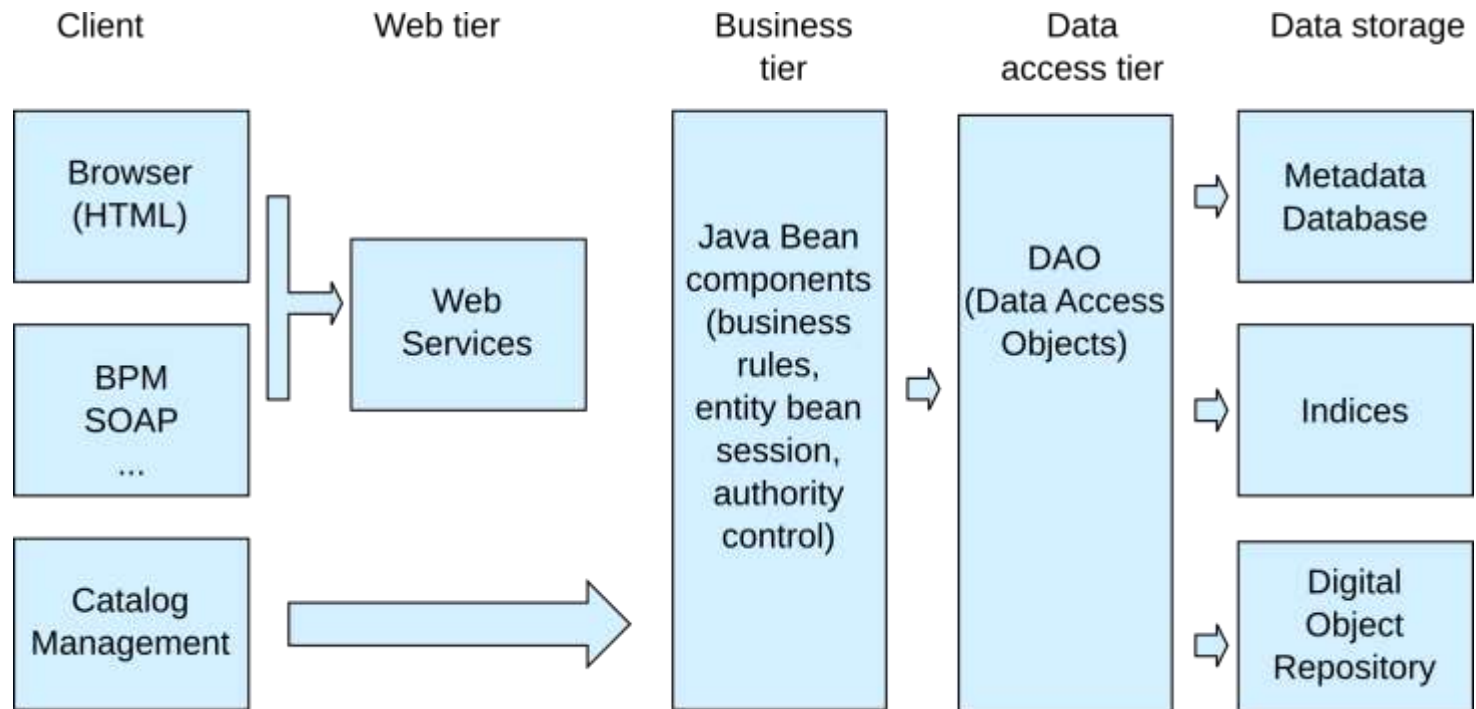 Client
Web tier
Business
tier
Data
access tier
Data storage
Browser
(HTML)
BPM
SOAP
...
Catalog
Management
Web
Services
Java Bean
components
(business
rules,
entity bean
session,
authority
control)
DAO
(Data Access
Objects)
Metadata
Database
Indices
Digital
Object
Repository